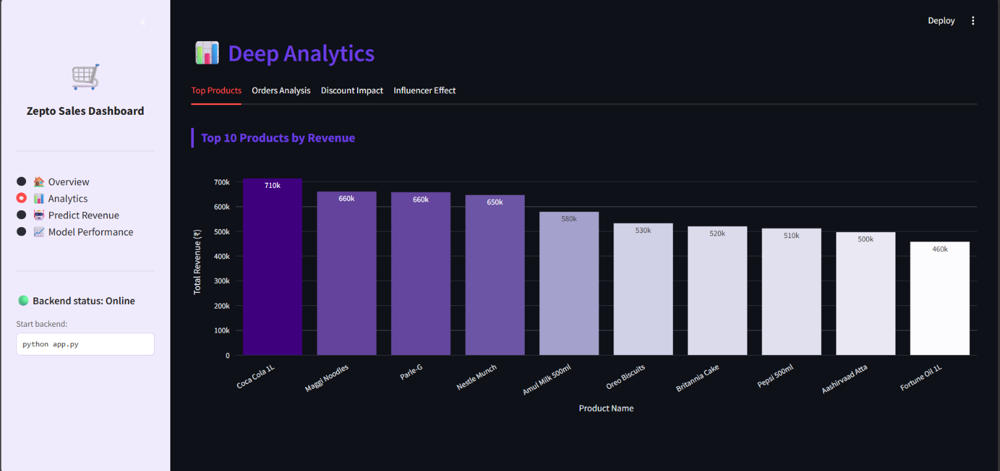 Deploy
Zepto Sales Dashboard
Overview
Analytics
Predict Revenue
Model Performance
Backend status: Online
Start backend:
python app.py
Deep Analytics
Top Products Orders Analysis Discount Impact Influencer Effect
Top 10 Products by Revenue
Total Revenue (₹)
700k
600k
500k
400k
300k
200k
100k
0
710k 660k 660k 650k 580k 530k 520k 510k 500k 460k
Coca Cola 1L Maggi Noodles Parle-G Nestle Munch Amul Milk 500ml Oreo Biscuits Britannia Cake Pepsi 500ml Aashirvaad Atta Fortune Oil 1L
Product Name